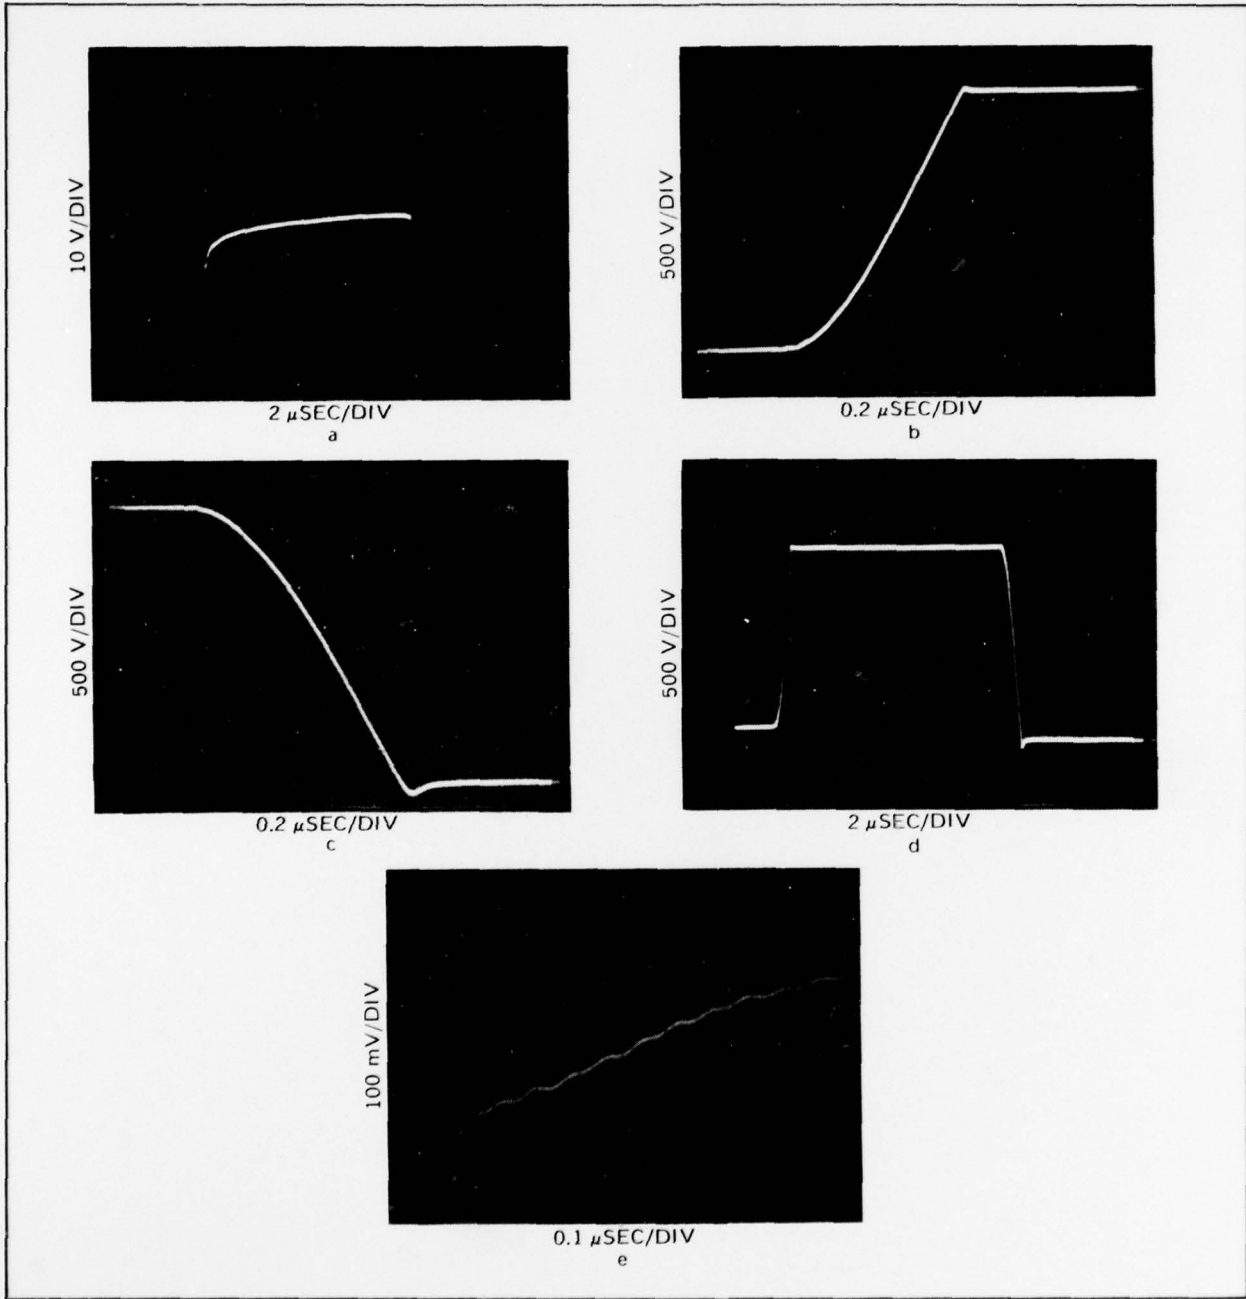 10 V/DIV
2 μSEC/DIV
a
500 V/DIV
0.2 μSEC/DIV
b
500 V/DIV
0.2 μSEC/DIV
c
500 V/DIV
2 μSEC/DIV
d
100 mV/DIV
0.1 μSEC/DIV
e